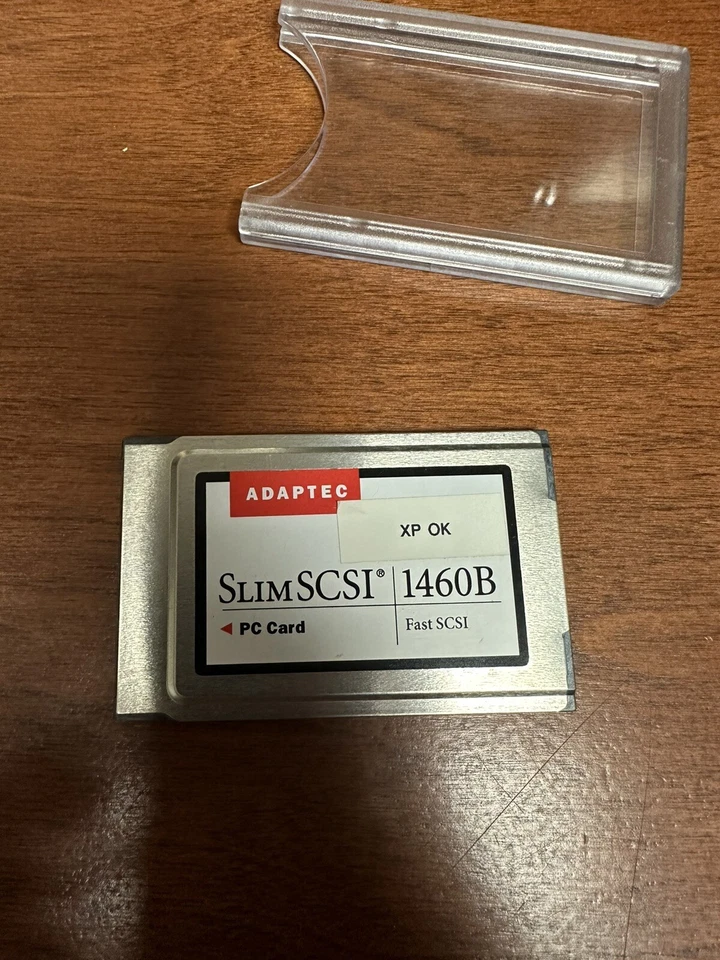 ADAPTEC
XP OK
SLIMSCSI® 1460B
PC Card Fast SCSI